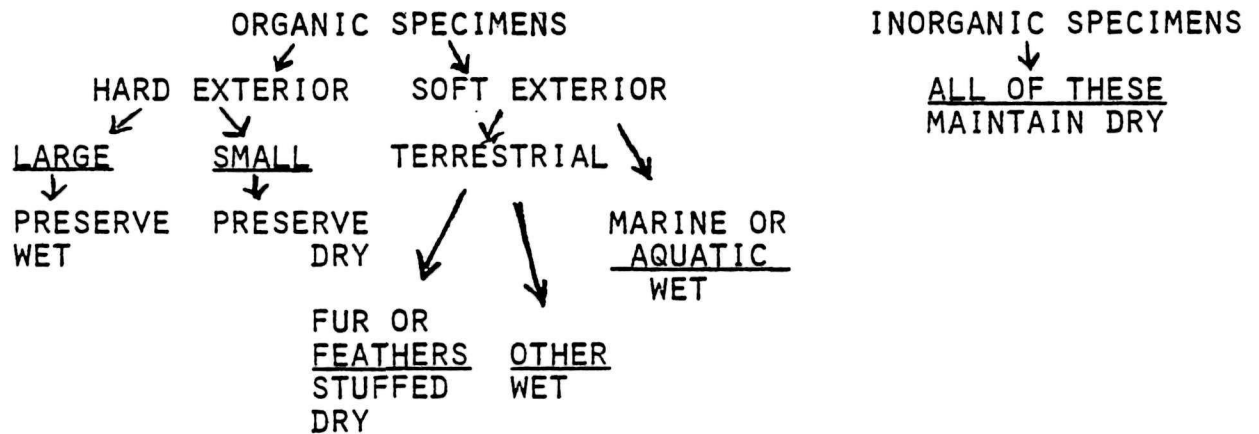 ORGANIC SPECIMENS
INORGANIC SPECIMENS
HARD EXTERIOR
SOFT EXTERIOR
ALL OF THESE
MAINTAIN DRY
LARGE
SMALL
TERRESTRIAL
PRESERVE
WET
PRESERVE
DRY
MARINE OR
AQUATIC
WET
FUR OR
FEATHERS
STUFFED
DRY
OTHER
WET